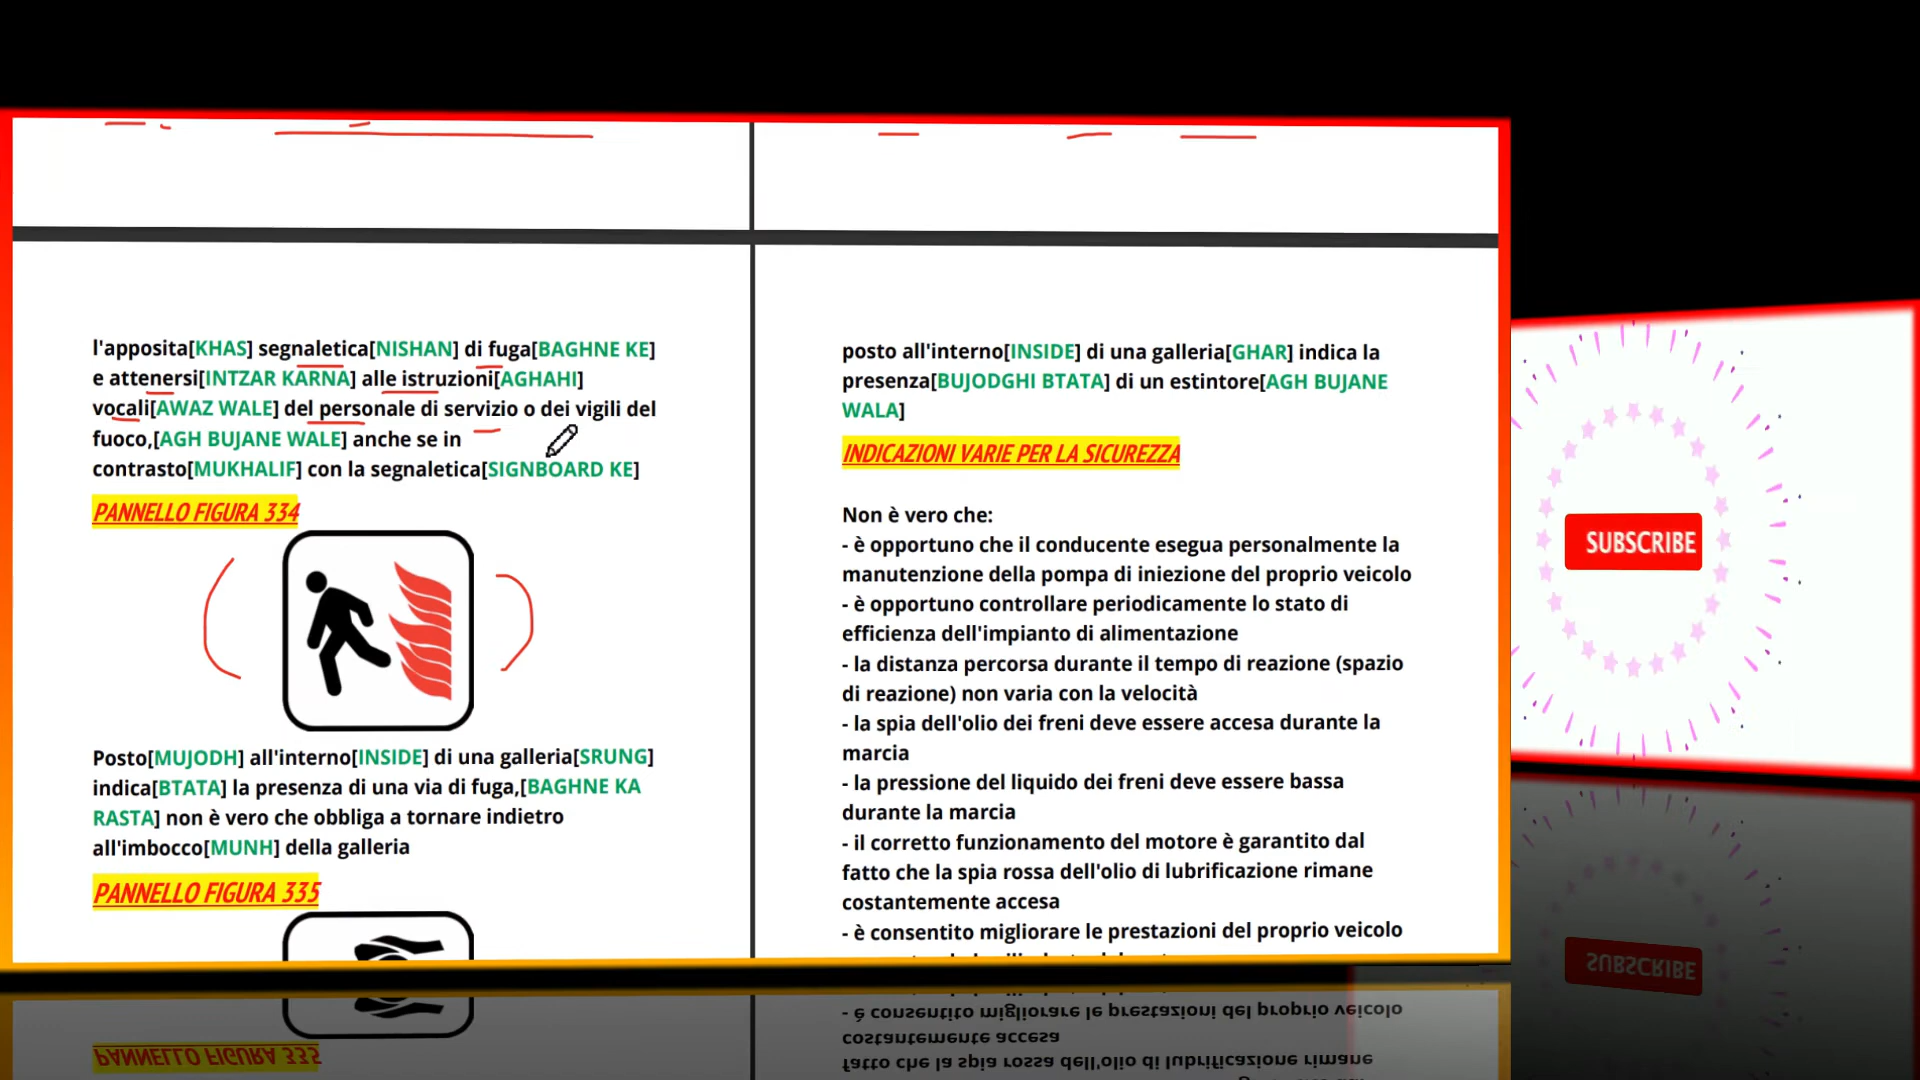 l'apposita[KHAS] segnaletica[NISHAN] di fuga[BAGHNE KE]
e attenersi[INTZAR KARNA] alle istruzioni[AGHAHI]
vocali[AWAZ WALE] del personale di servizio o dei vigili del
fuoco,[AGH BUJANE WALE] anche se in
contrasto[MUKHALIF] con la segnaletica[SIGNBOARD KE]
PANNELLO FIGURA 334
Posto[MUJODH] all'interno[INSIDE] di una galleria[SRUNG]
indica[BTATA] la presenza di una via di fuga,[BAGHNE KA
RASTA] non è vero che obbliga a tornare indietro
all'imbocco[MUNH] della galleria
PANNELLO FIGURA 335
posto all'interno[INSIDE] di una galleria[GHAR] indica la
presenza[BUJODGHI BTATA] di un estintore[AGH BUJANE
WALA]
INDICAZIONI VARIE PER LA SICUREZZA
Non è vero che:
- è opportuno che il conducente esegua personalmente la
manutenzione della pompa di iniezione del proprio veicolo
- è opportuno controllare periodicamente lo stato di
efficienza dell'impianto di alimentazione
- la distanza percorsa durante il tempo di reazione (spazio
di reazione) non varia con la velocità
- la spia dell'olio dei freni deve essere accesa durante la
marcia
- la pressione del liquido dei freni deve essere bassa
durante la marcia
- il corretto funzionamento del motore è garantito dal
fatto che la spia rossa dell'olio di lubrificazione rimane
costantemente accesa
- è consentito migliorare le prestazioni del proprio veicolo
SUBSCRIBE